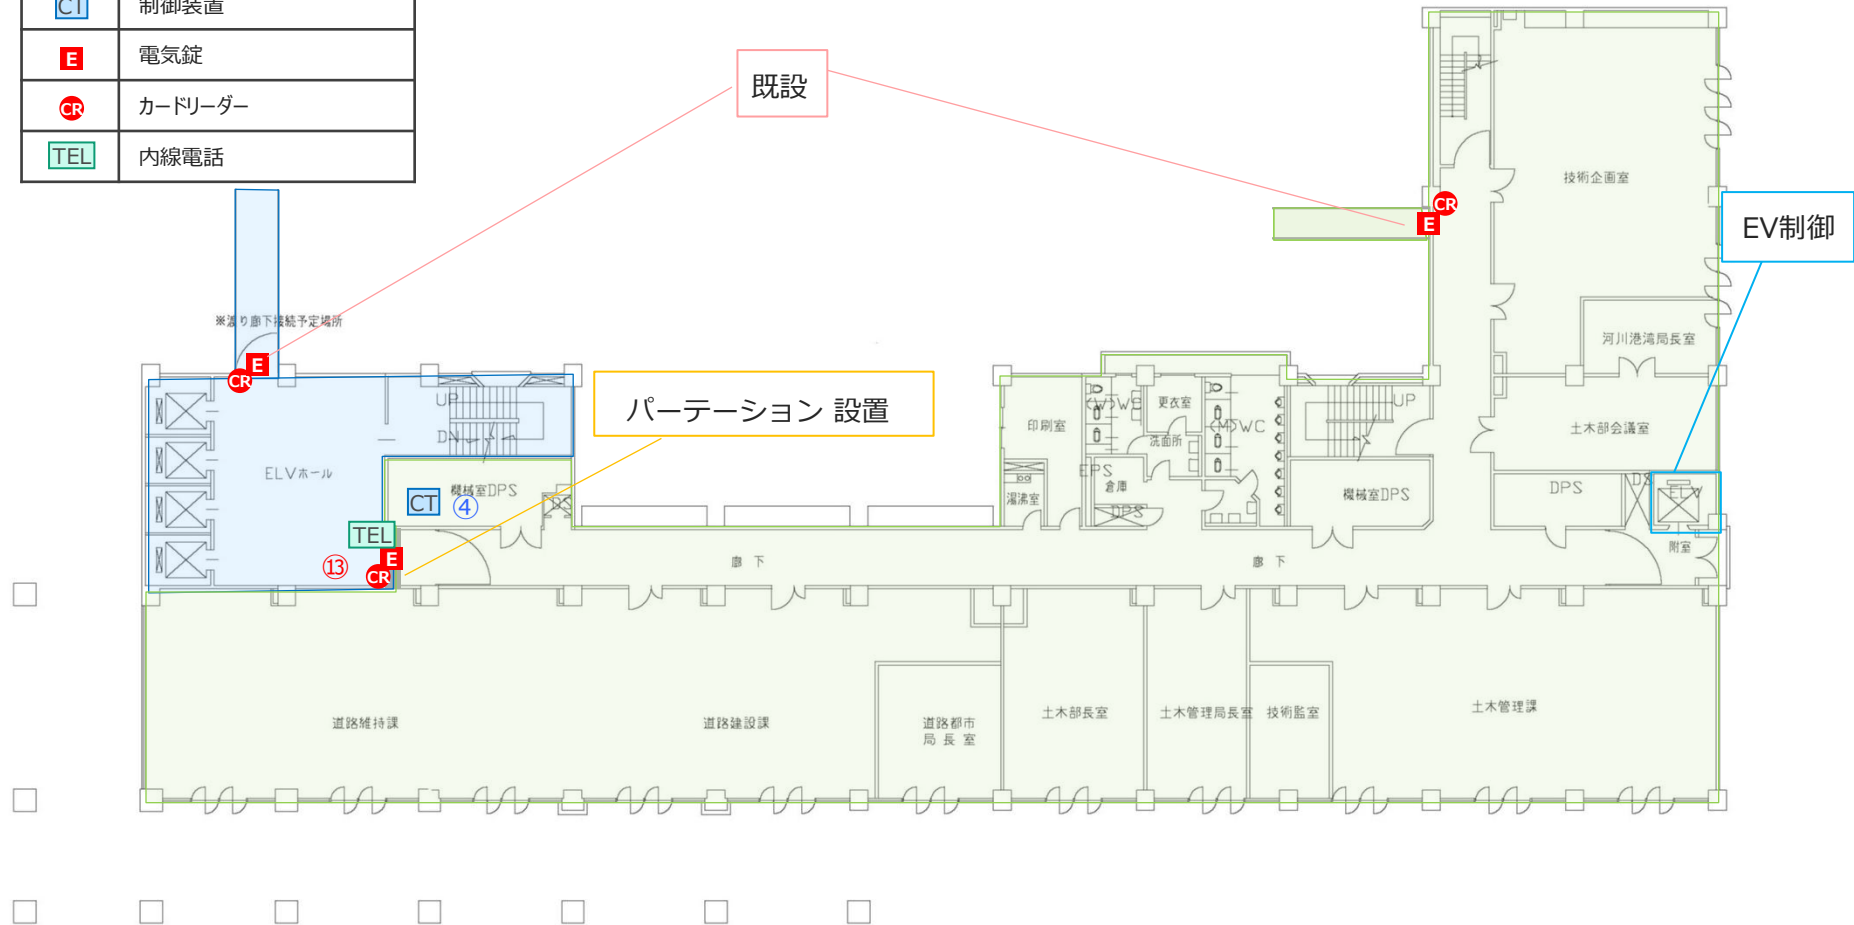 CT 制御装置
E 電気錠
CR カードリーダー
TEL 内線電話
既設
CR
E
技術企画室
EV制御
※渡り廊下接続予定場所
河川港湾局長室
E
CR
パーテーション 設置
UP
DN
ELVホール
印刷室
(W)WC
更衣室
(M)WC
洗面所
UP
土木部会議室
EPS
倉庫
湯沸室
DPS
機械室DPS
DPS
DS
ELV
機械室DPS
CT
④
DS
TEL
E
CR
⑬
廊 下
廊 下
附室
道路維持課
道路建設課
道路都市
局 長 室
土木部長室
土木管理局長室
技術監室
土木管理課